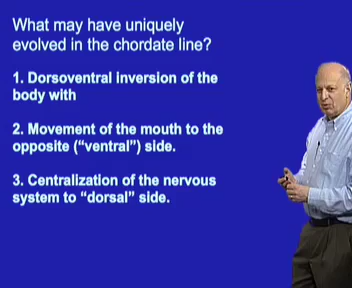 What may have uniquely
evolved in the chordate line?
1. Dorsoventral inversion of the
body with
2. Movement of the mouth to the
opposite (“ventral”) side.
3. Centralization of the nervous
system to “dorsal” side.